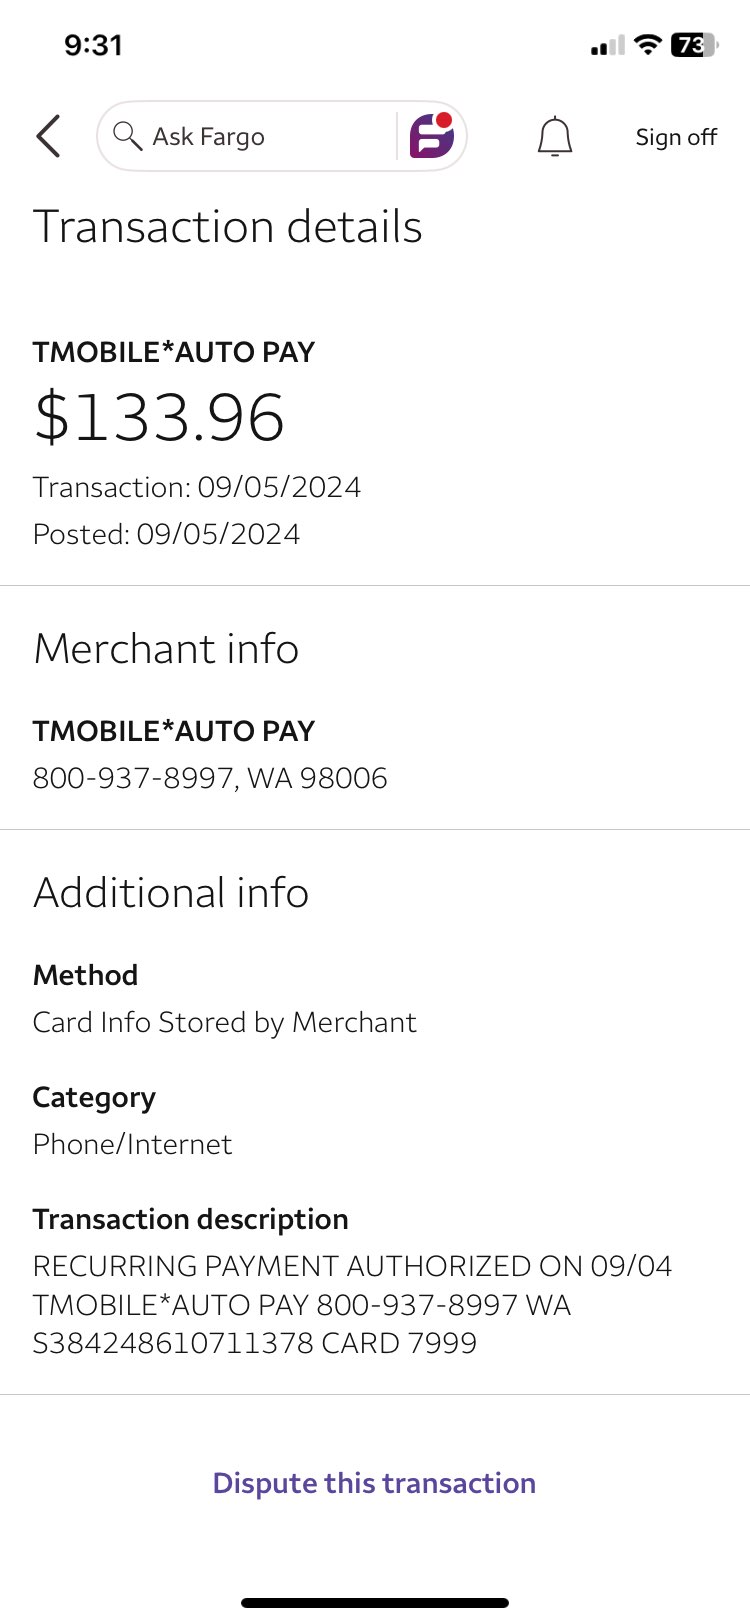 9:31
73
Ask Fargo
Sign off
Transaction details
TMOBILE*AUTO PAY
$133.96
Transaction: 09/05/2024
Posted: 09/05/2024
Merchant info
TMOBILE*AUTO PAY
800-937-8997, WA 98006
Additional info
Method
Card Info Stored by Merchant
Category
Phone/Internet
Transaction description
RECURRING PAYMENT AUTHORIZED ON 09/04
TMOBILE*AUTO PAY 800-937-8997 WA
S384248610711378 CARD 7999
Dispute this transaction